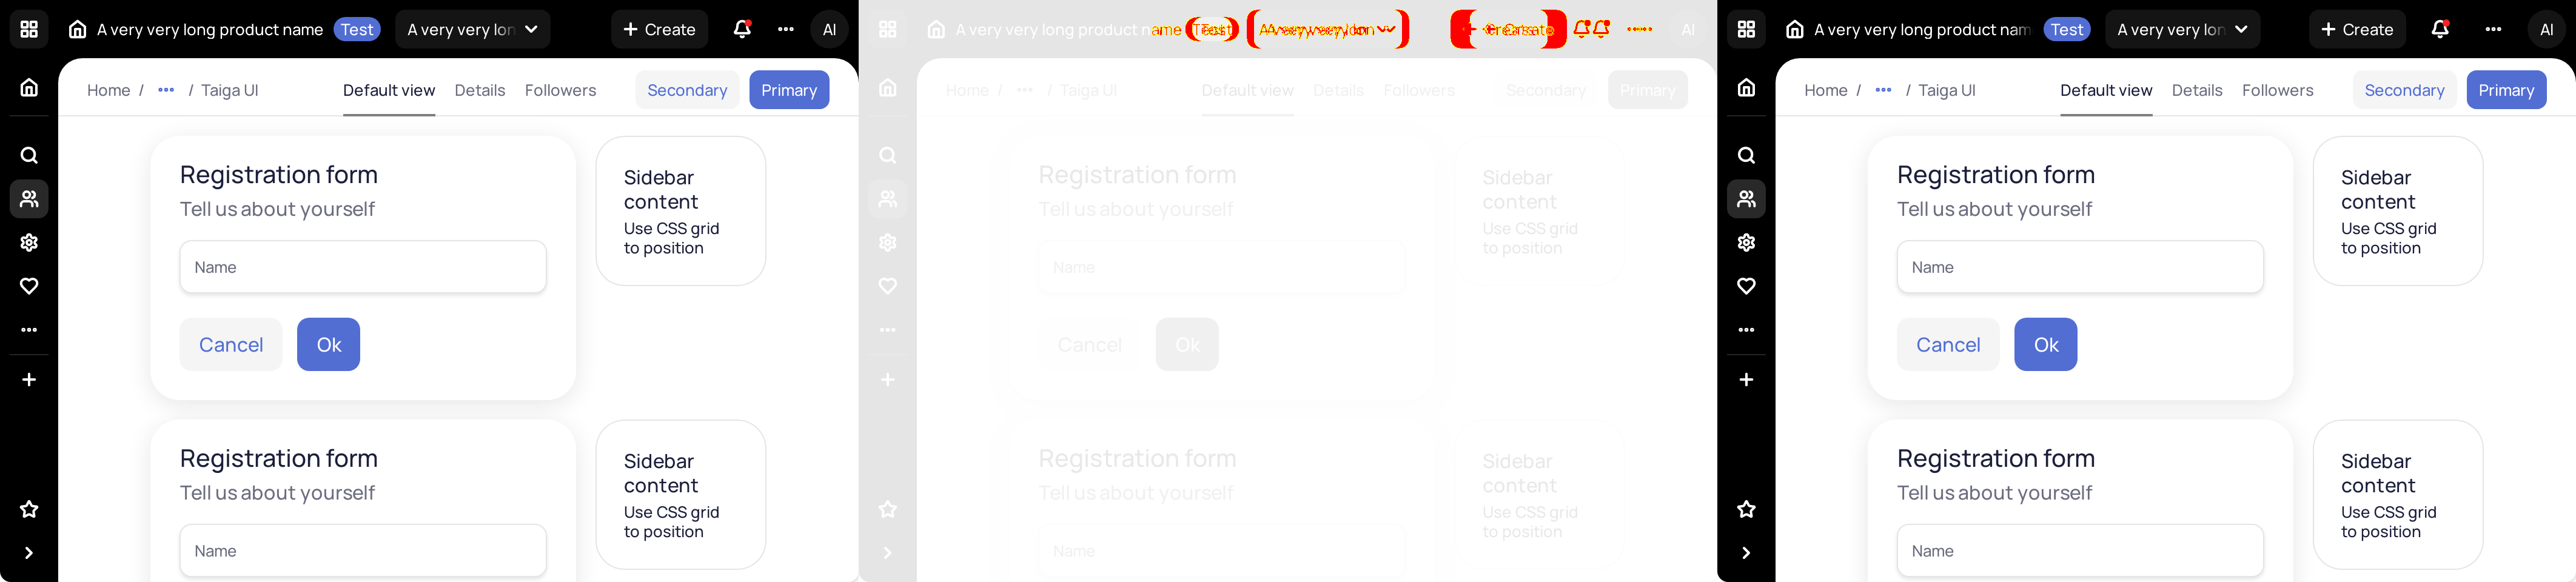 A very very long product name Test A very very lon Create AI
Home / ... / Taiga UI Default view Details Followers Secondary Primary
Registration form
Tell us about yourself
Name
Cancel Ok
Sidebar
content
Use CSS grid
to position
Registration form
Tell us about yourself
Name
Sidebar
content
Use CSS grid
to position
A very very long product name Test A very very lon Create AI
Home / ... / Taiga UI Default view Details Followers Secondary Primary
Registration form
Tell us about yourself
Name
Cancel Ok
Sidebar
content
Use CSS grid
to position
Registration form
Tell us about yourself
Name
Sidebar
content
Use CSS grid
to position
A very very long product nam Test A very very lon Create AI
Home / ... / Taiga UI Default view Details Followers Secondary Primary
Registration form
Tell us about yourself
Name
Cancel Ok
Sidebar
content
Use CSS grid
to position
Registration form
Tell us about yourself
Name
Sidebar
content
Use CSS grid
to position